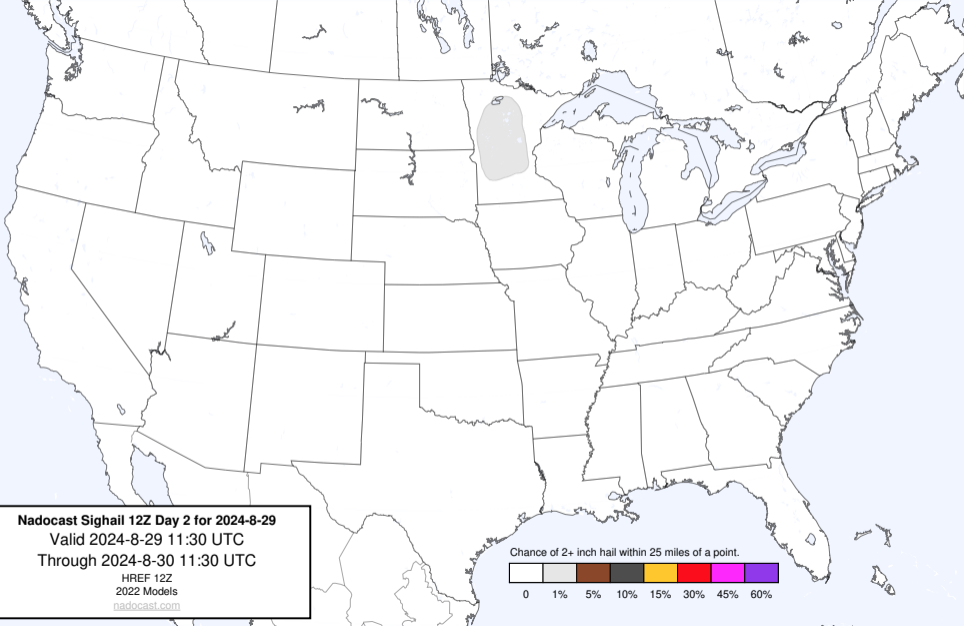 Nadocast Sighail 12Z Day 2 for 2024-8-29
Valid 2024-8-29 11:30 UTC
Through 2024-8-30 11:30 UTC
HREF 12Z
2022 Models
nadocast.com
Chance of 2+ inch hail within 25 miles of a point.
0 1% 5% 10% 15% 30% 45% 60%